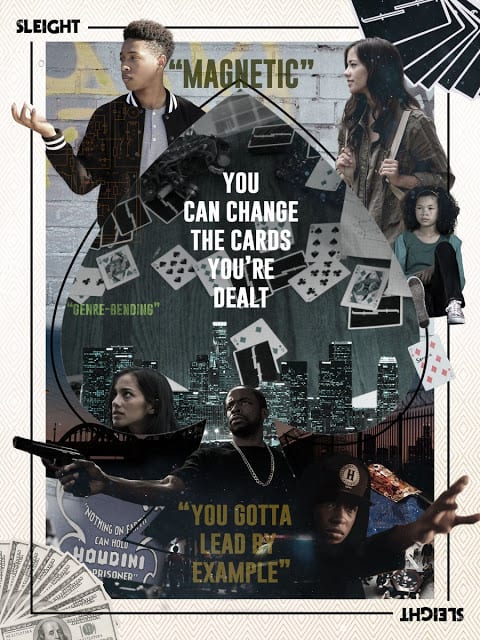 SLEIGHT
"MAGNETIC"
YOU
CAN CHANGE
THE CARDS
YOU'RE
DEALT
"GENRE-BENDING"
"NOTHING ON EARTH
CAN HOLD
HOUDINI
PRISONER"
H
"YOU GOTTA
LEAD BY
EXAMPLE"
SLEIGHT